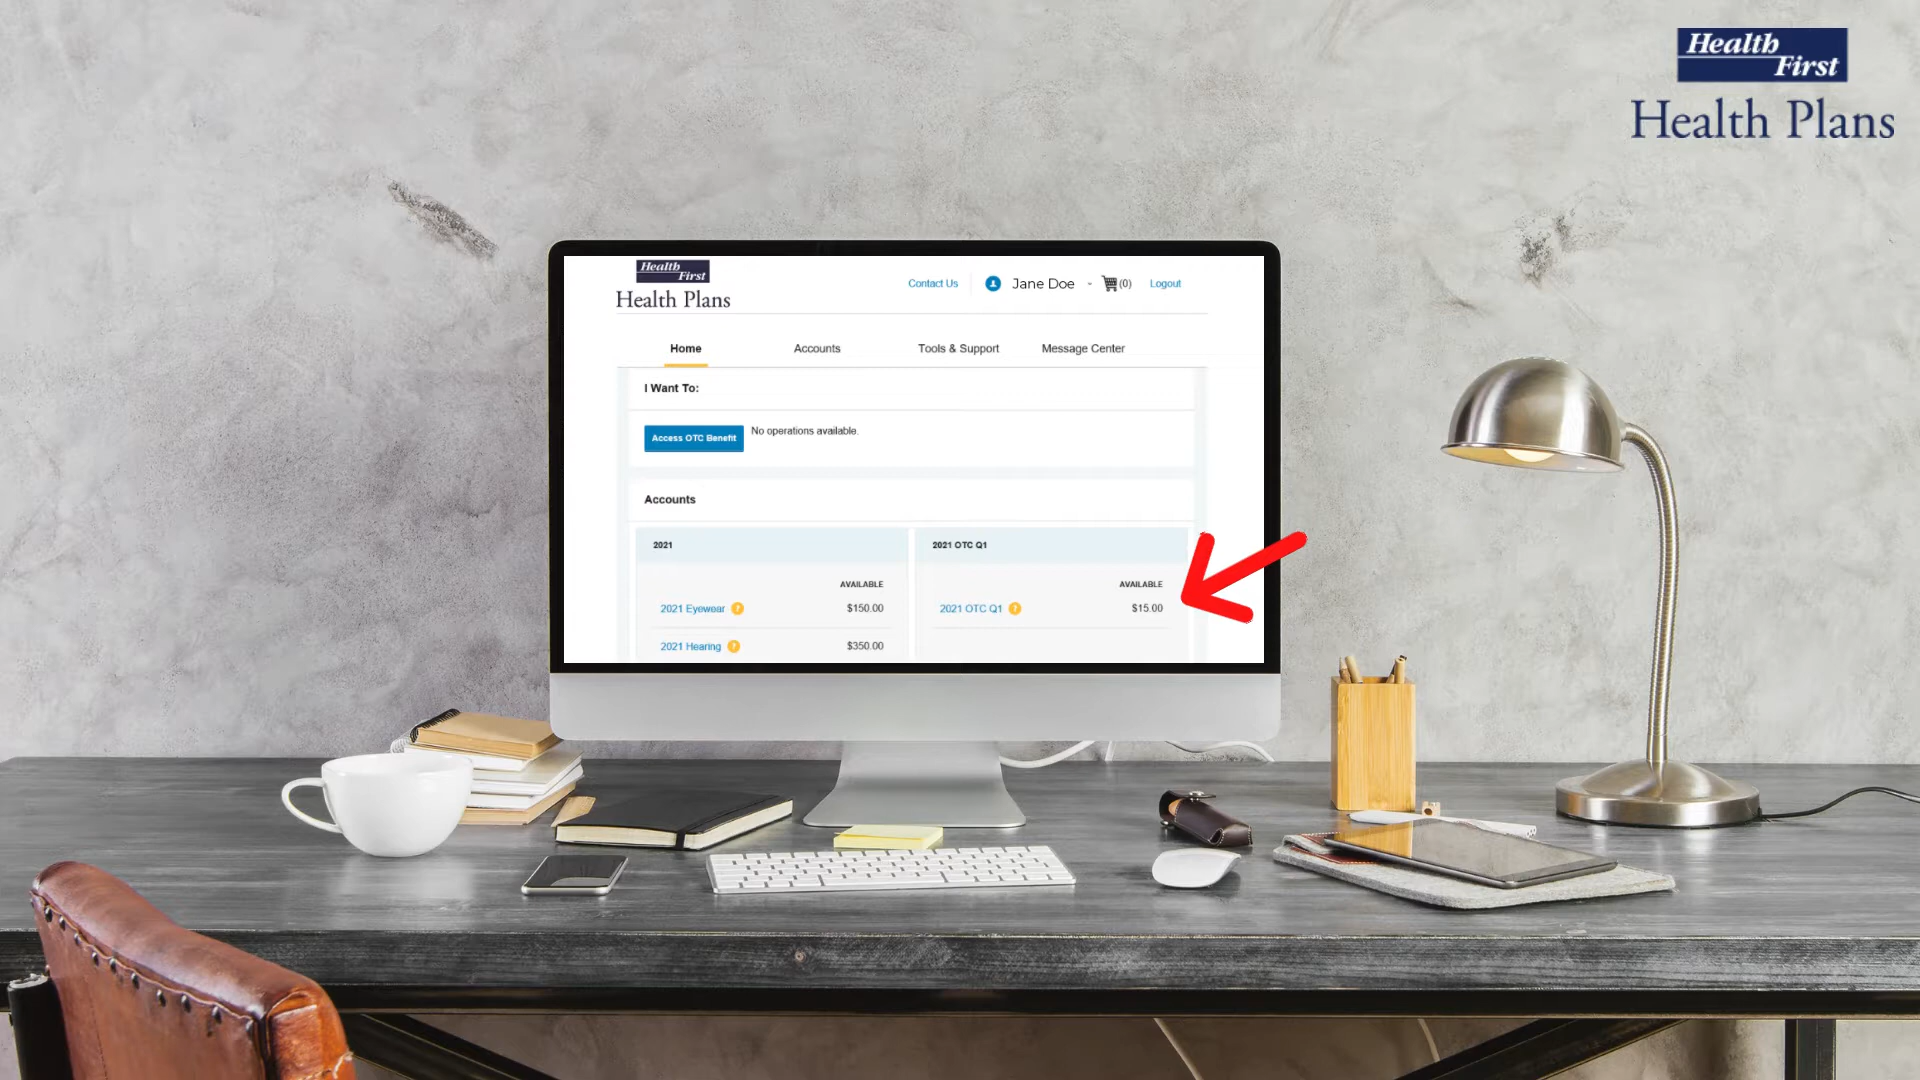 Health
First
Health Plans
Health
First
Health Plans
Contact Us
Jane Doe
(0)
Logout
Home
Accounts
Tools & Support
Message Center
I Want To:
Access OTC Benefit
No operations available.
Accounts
2021
AVAILABLE
2021 Eyewear ?
$150.00
2021 Hearing ?
$350.00
2021 OTC Q1
AVAILABLE
2021 OTC Q1 ?
$15.00